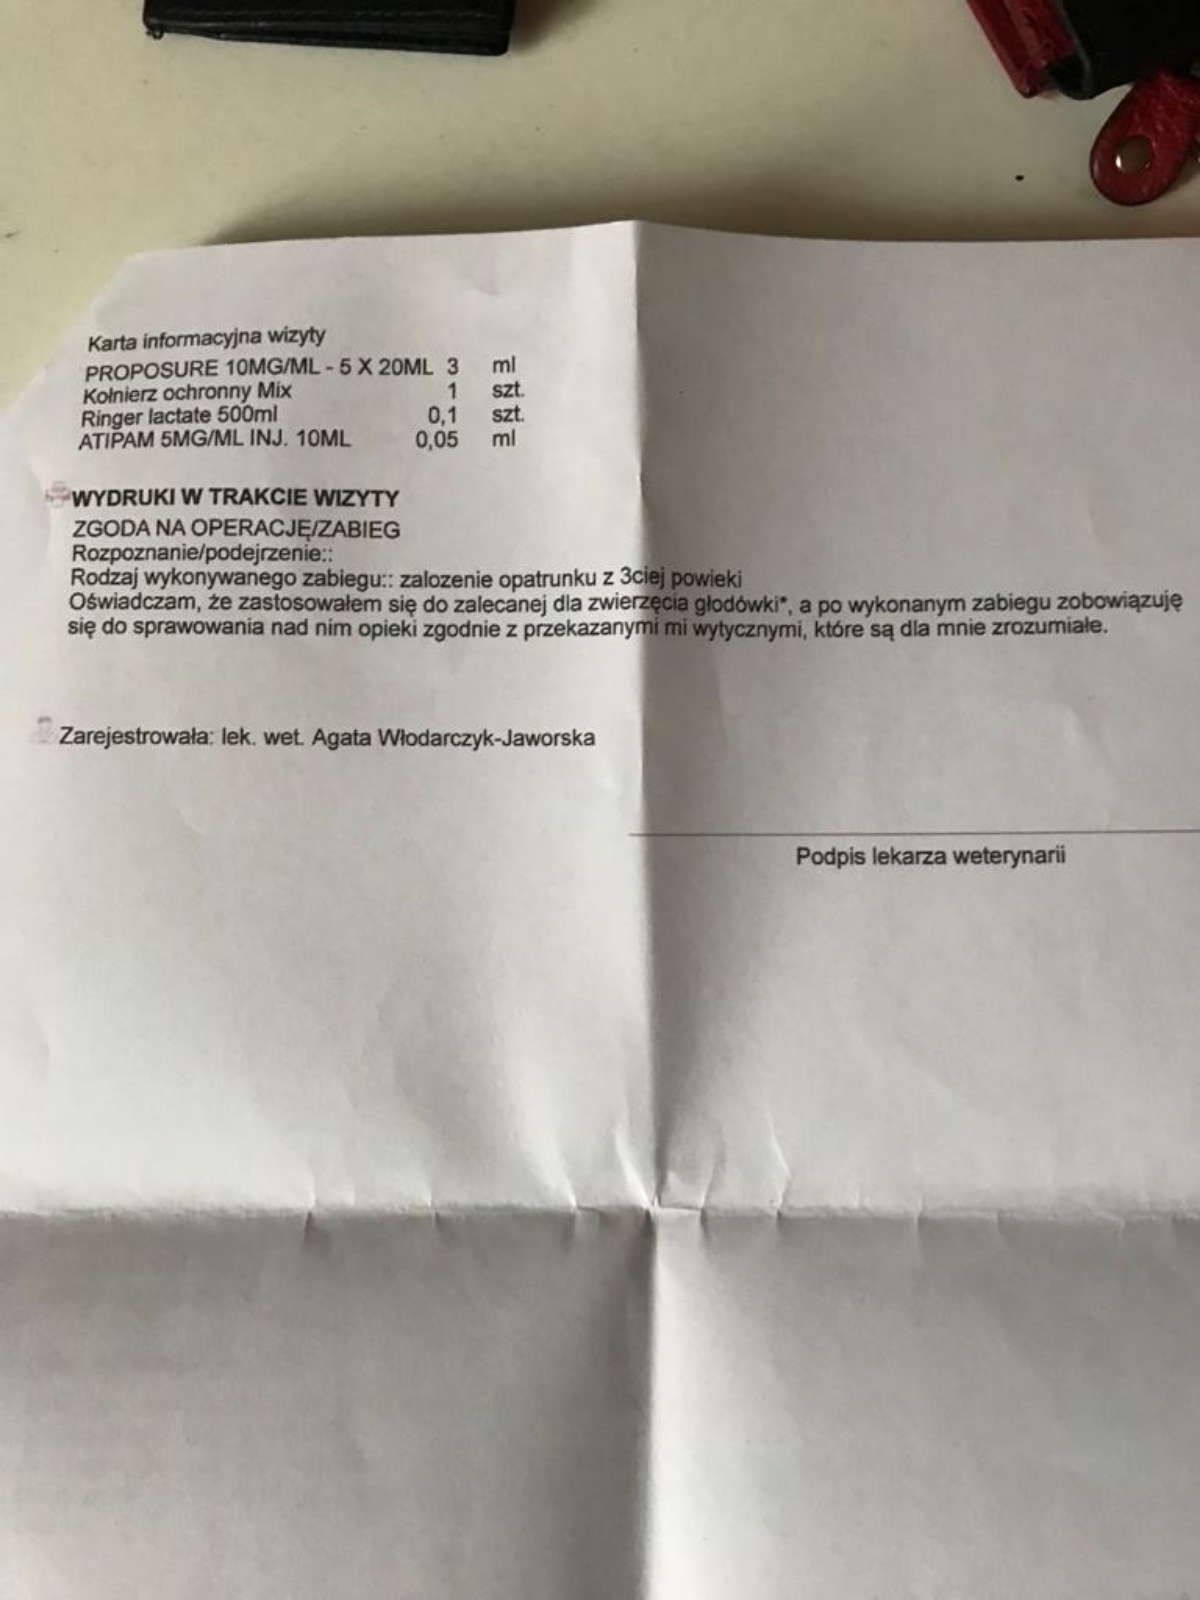 Karta informacyjna wizyty
PROPOSURE 10MG/ML - 5 X 20ML 3 ml
Kołnierz ochronny Mix 1 szt.
Ringer lactate 500ml 0,1 szt.
ATIPAM 5MG/ML INJ. 10ML 0,05 ml
WYDRUKI W TRAKCIE WIZYTY
ZGODA NA OPERACJĘ/ZABIEG
Rozpoznanie/podejrzenie::
Rodzaj wykonywanego zabiegu:: zalozenie opatrunku z 3ciej powieki
Oświadczam, że zastosowałem się do zalecanej dla zwierzęcia głodówki*, a po wykonanym zabiegu zobowiązuję
się do sprawowania nad nim opieki zgodnie z przekazanymi mi wytycznymi, które są dla mnie zrozumiałe.
Zarejestrowała: lek. wet. Agata Włodarczyk-Jaworska
Podpis lekarza weterynarii